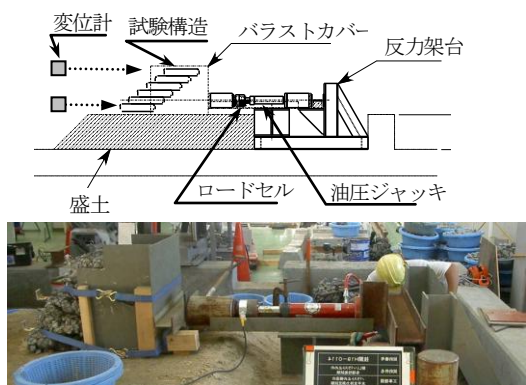 変位計
試験構造
バラストカバー
反力架台
盛土
ロードセル
油圧ジャッキ